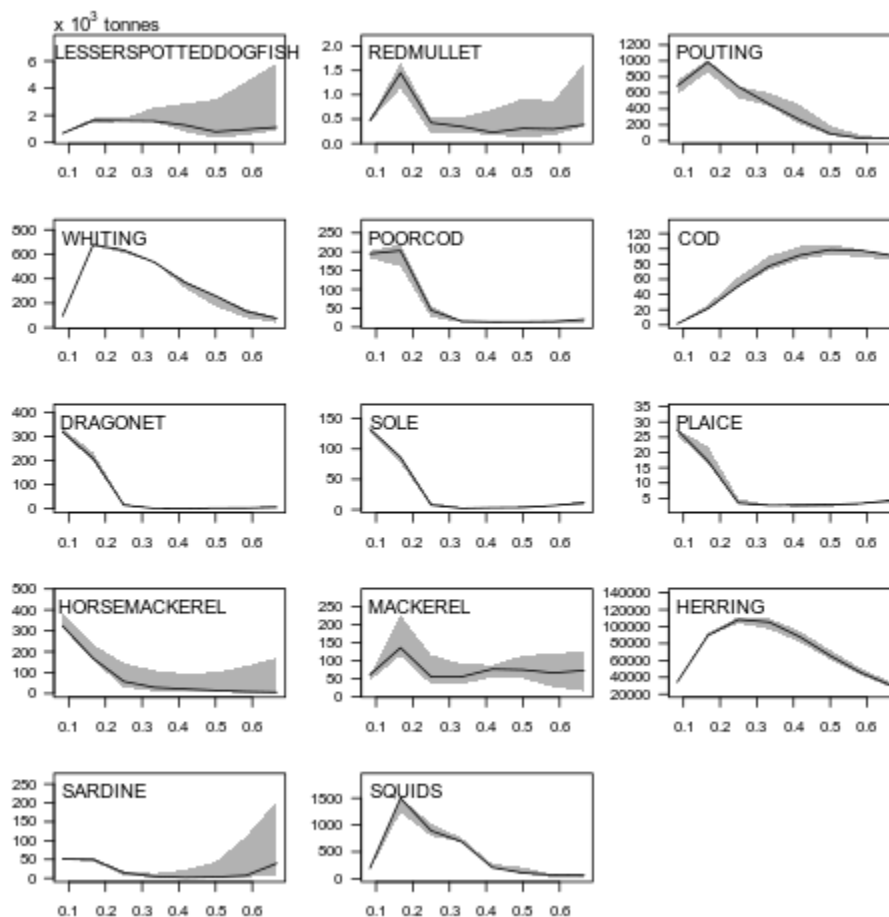 x 10³ tonnes
LESSERSPOTTEDDOGFISH
6
4
2
0
0.1 0.2 0.3 0.4 0.5 0.6
REDMULLET
2.0
1.5
1.0
0.5
0.0
0.1 0.2 0.3 0.4 0.5 0.6
POUTING
1200
1000
800
600
400
200
0
0.1 0.2 0.3 0.4 0.5 0.6
WHITING
800
600
400
200
0
0.1 0.2 0.3 0.4 0.5 0.6
POORCOD
250
200
150
100
50
0
0.1 0.2 0.3 0.4 0.5 0.6
COD
120
100
80
60
40
20
0
0.1 0.2 0.3 0.4 0.5 0.6
DRAGONET
400
300
200
100
0
0.1 0.2 0.3 0.4 0.5 0.6
SOLE
150
100
50
0
0.1 0.2 0.3 0.4 0.5 0.6
PLAICE
35
30
25
20
15
10
5
0.1 0.2 0.3 0.4 0.5 0.6
HORSEMACKEREL
500
400
300
200
100
0
0.1 0.2 0.3 0.4 0.5 0.6
MACKEREL
250
200
150
100
50
0
0.1 0.2 0.3 0.4 0.5 0.6
HERRING
140000
120000
100000
80000
60000
40000
20000
0.1 0.2 0.3 0.4 0.5 0.6
SARDINE
250
200
150
100
50
0
0.1 0.2 0.3 0.4 0.5 0.6
SQUIDS
1500
1000
500
0
0.1 0.2 0.3 0.4 0.5 0.6